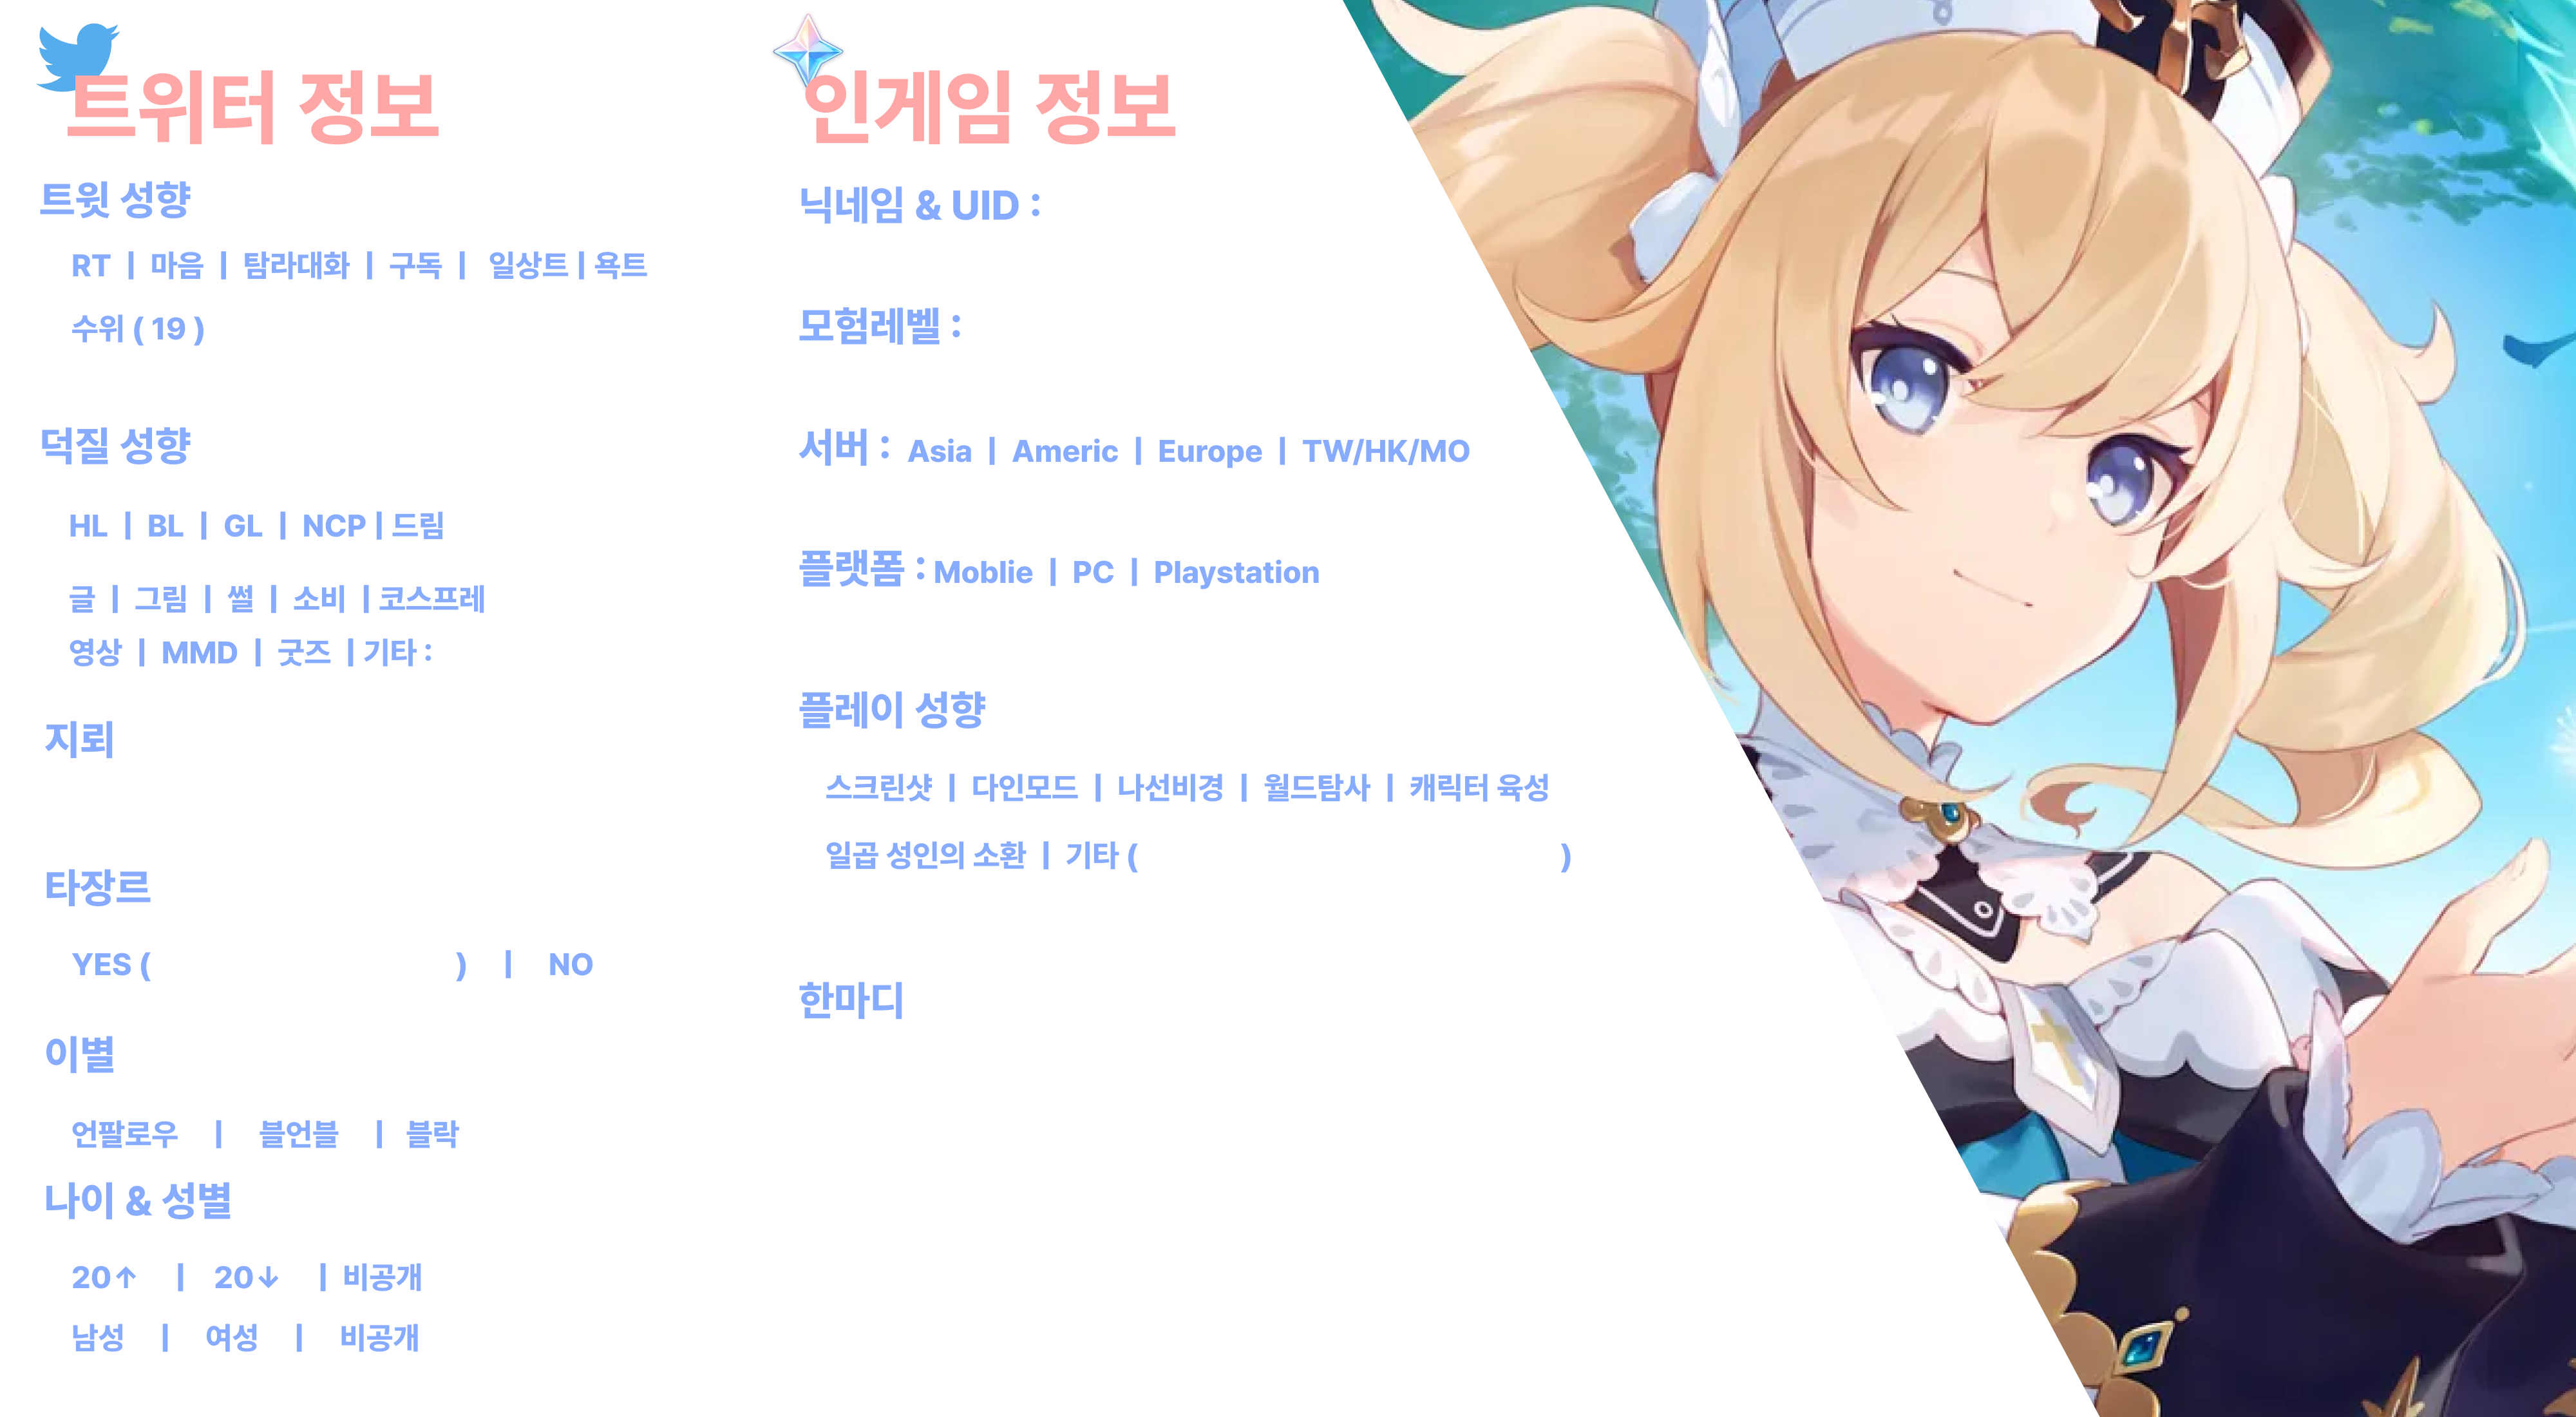 트위터 정보
트윗 성향
RT | 마음 | 탐라대화 | 구독 | 일상트 | 욕트
수위 ( 19 )
덕질 성향
HL | BL | GL | NCP | 드림
글 | 그림 | 썰 | 소비 | 코스프레
영상 | MMD | 굿즈 | 기타 :
지뢰
타장르
YES ( ) | NO
이별
언팔로우 | 블언블 | 블락
나이 & 성별
20↑ | 20↓ | 비공개
남성 | 여성 | 비공개
인게임 정보
닉네임 & UID :
모험레벨 :
서버 : Asia | Americ | Europe | TW/HK/MO
플랫폼 : Moblie | PC | Playstation
플레이 성향
스크린샷 | 다인모드 | 나선비경 | 월드탐사 | 캐릭터 육성
일곱 성인의 소환 | 기타 ( )
한마디